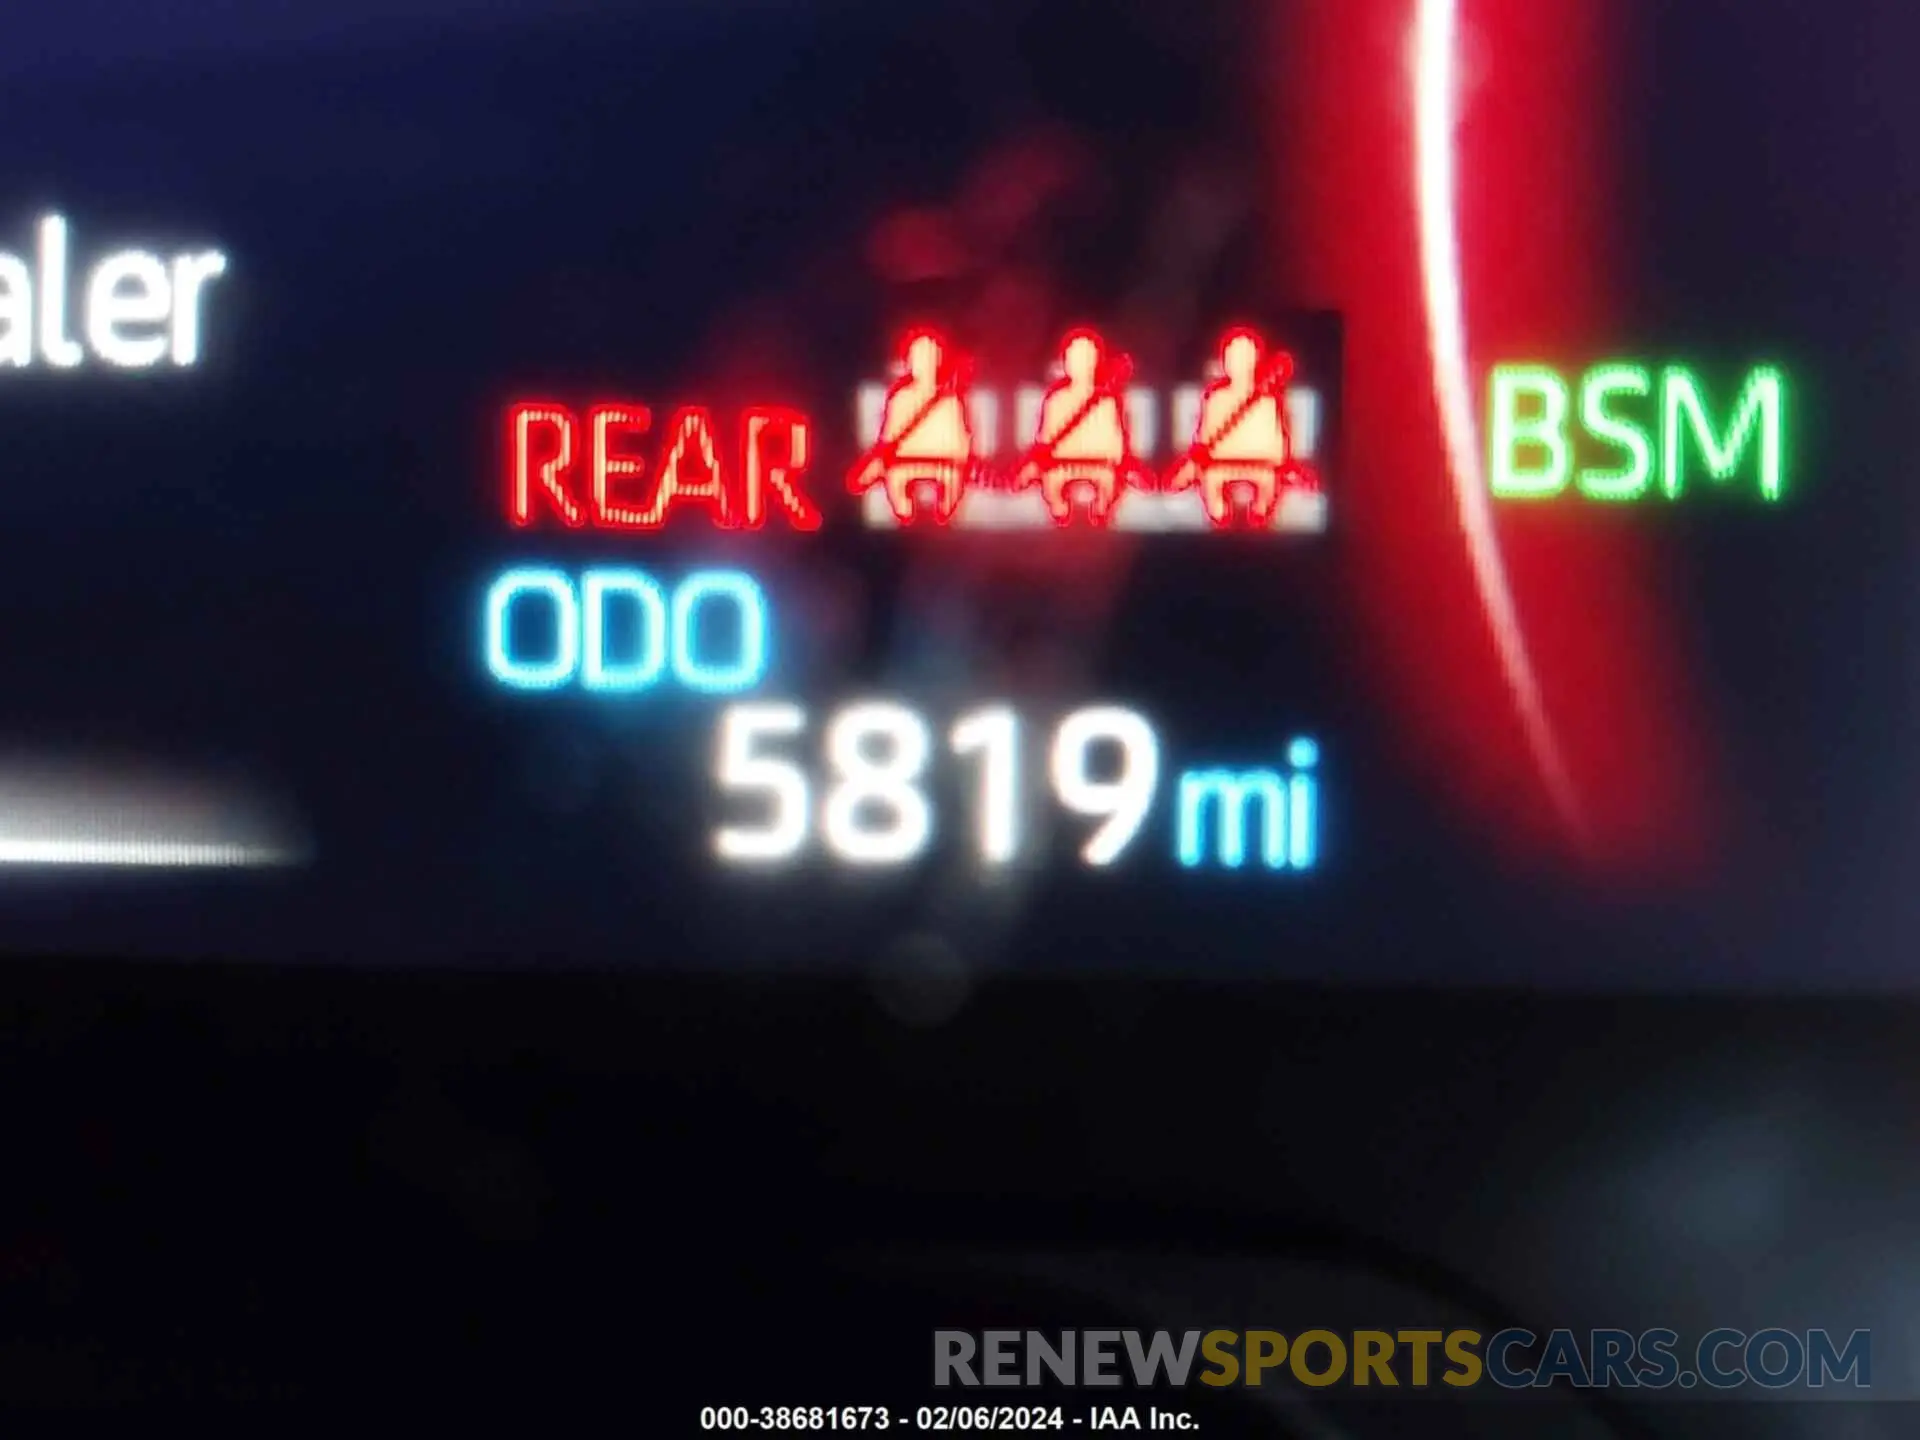 aler
REAR
BSM
ODO
5819 mi
RENEWSPORTSCARS.COM
000-38681673 - 02/06/2024 - IAA Inc.